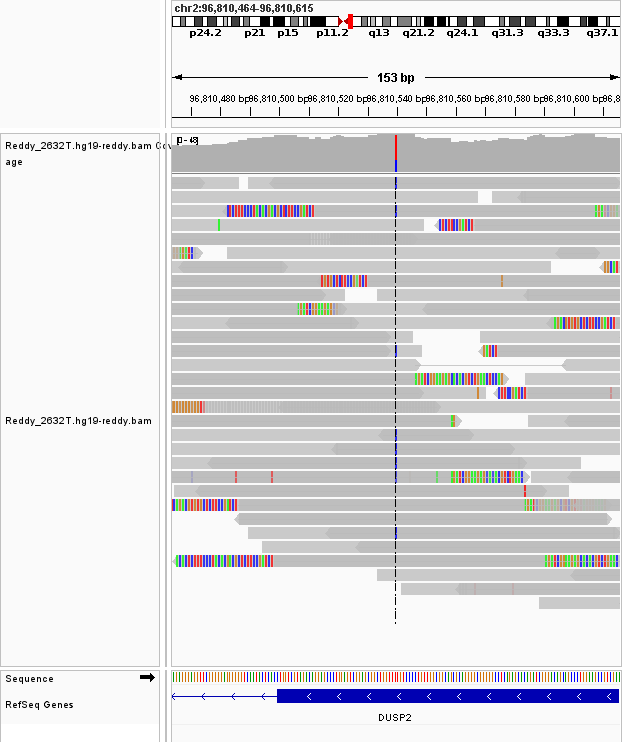 chr2:96,810,464-96,810,615
p24.2 p21 p15 p11.2 q13 q21.2 q24.1 q31.3 q33.3 q37.1
153 bp
96,810,480 bp 96,810,500 bp 96,810,520 bp 96,810,540 bp 96,810,560 bp 96,810,580 bp 96,810,600 bp 96,8
Reddy_2632T.hg19-reddy.bam Cov
age
Reddy_2632T.hg19-reddy.bam
Sequence
RefSeq Genes
DUSP2